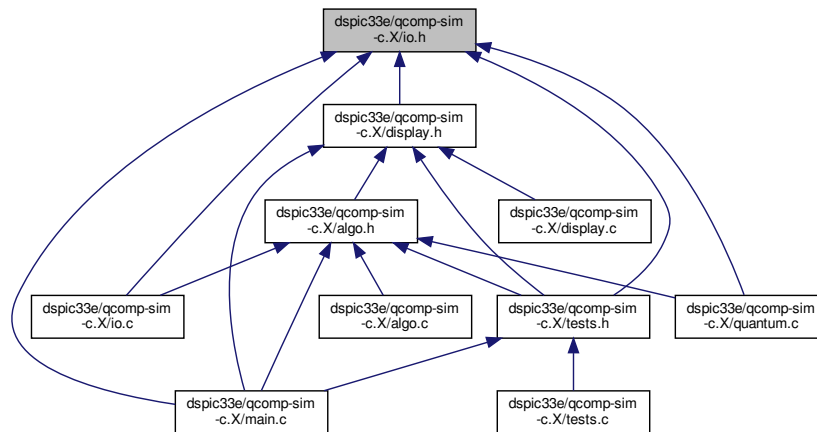 dspic33e/qcomp-sim
-c.X/io.h
dspic33e/qcomp-sim
-c.X/display.h
dspic33e/qcomp-sim
-c.X/algo.h
dspic33e/qcomp-sim
-c.X/display.c
dspic33e/qcomp-sim
-c.X/io.c
dspic33e/qcomp-sim
-c.X/algo.c
dspic33e/qcomp-sim
-c.X/tests.h
dspic33e/qcomp-sim
-c.X/quantum.c
dspic33e/qcomp-sim
-c.X/main.c
dspic33e/qcomp-sim
-c.X/tests.c